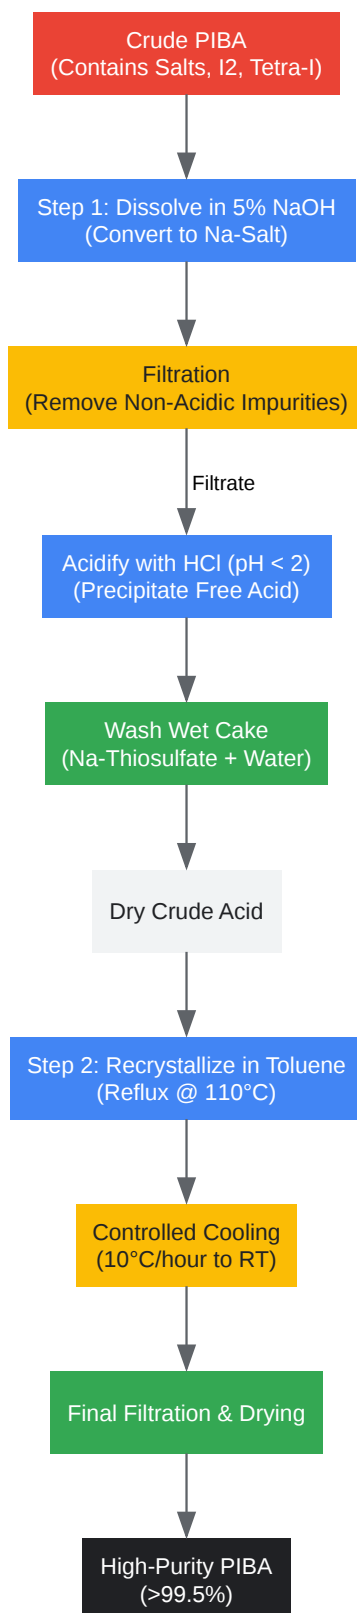 Crude PIBA
(Contains Salts, I2, Tetra-I)
Step 1: Dissolve in 5% NaOH
(Convert to Na-Salt)
Filtration
(Remove Non-Acidic Impurities)
Filtrate
Acidify with HCl (pH < 2)
(Precipitate Free Acid)
Wash Wet Cake
(Na-Thiosulfate + Water)
Dry Crude Acid
Step 2: Recrystallize in Toluene
(Reflux @ 110°C)
Controlled Cooling
(10°C/hour to RT)
Final Filtration & Drying
High-Purity PIBA
(>99.5%)